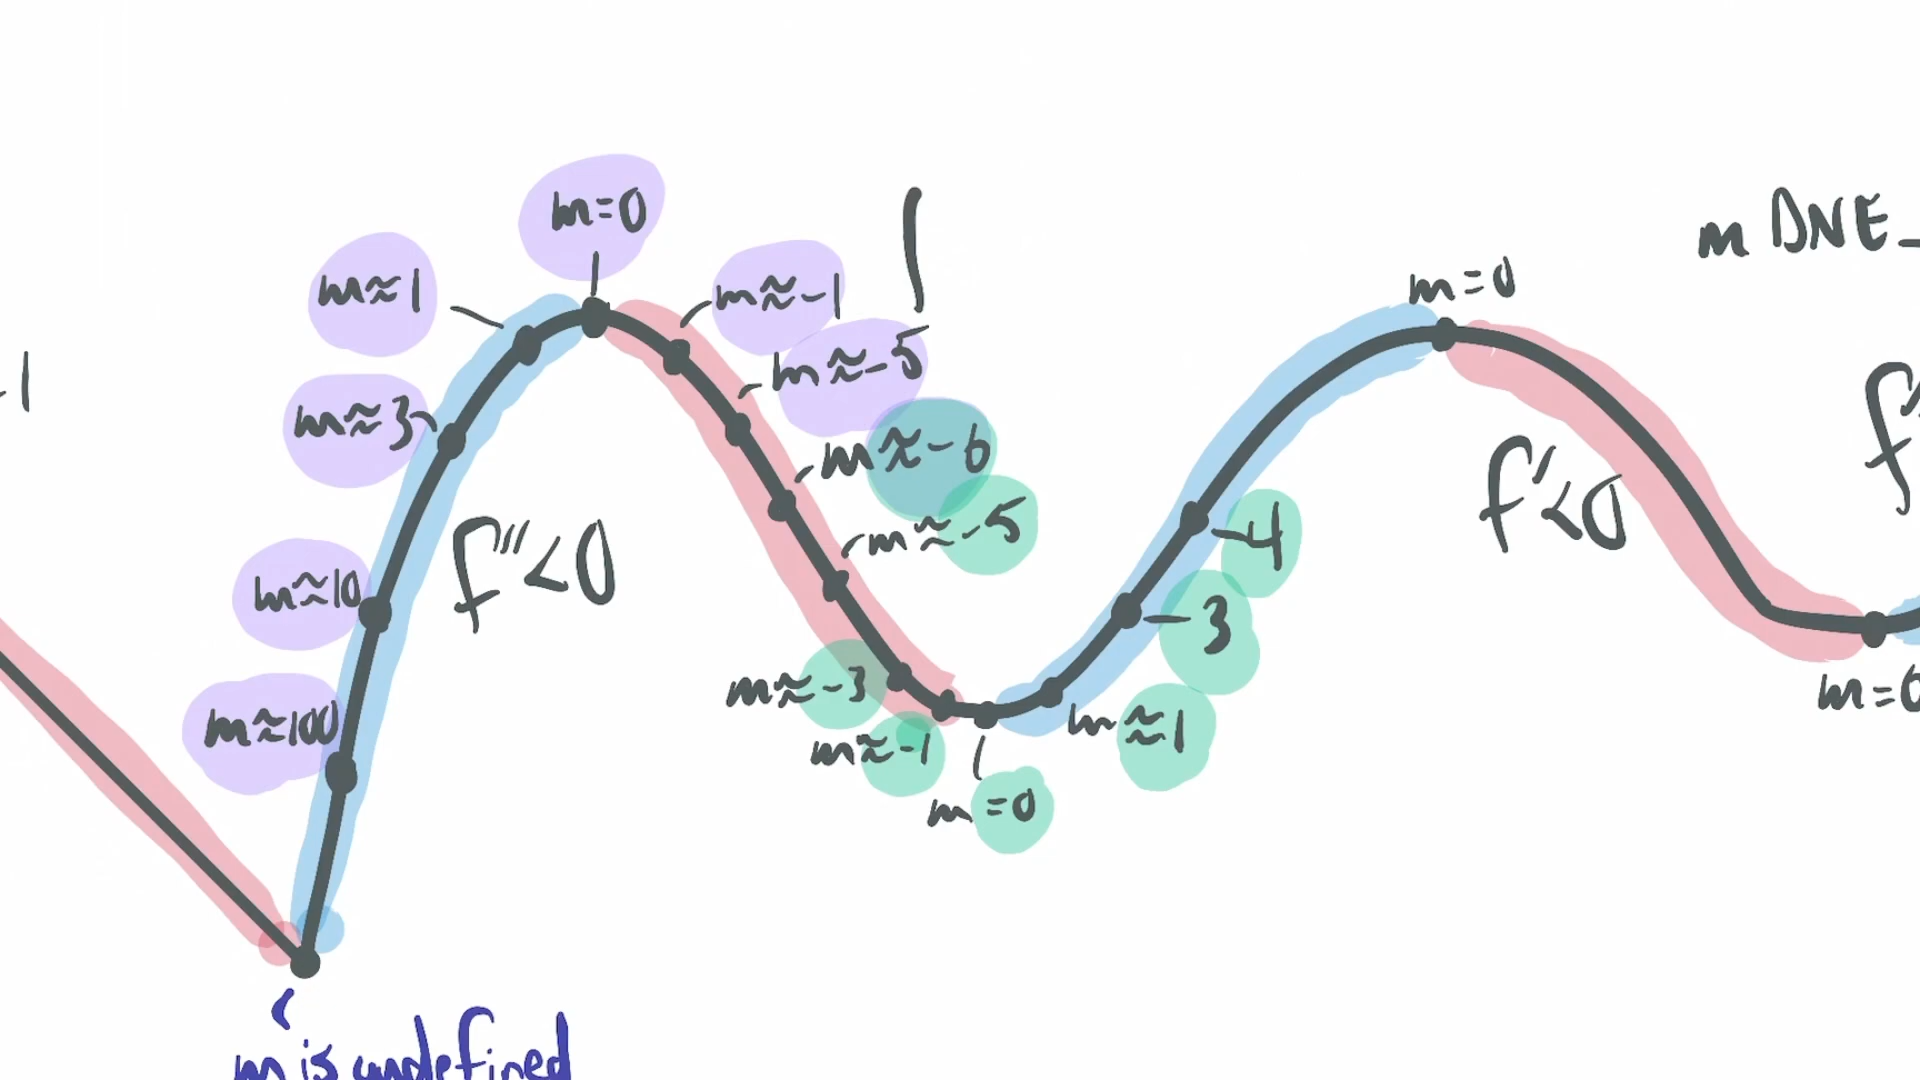 m=0
m≈1
m≈-1
m≈3
m≈-5
m≈-6
m≈-5
m≈10
f''<0
m≈100
m≈-3
m≈-1
m=0
m≈1
3
4
m=0
m DNE
f'<0
m=0
m is undefined